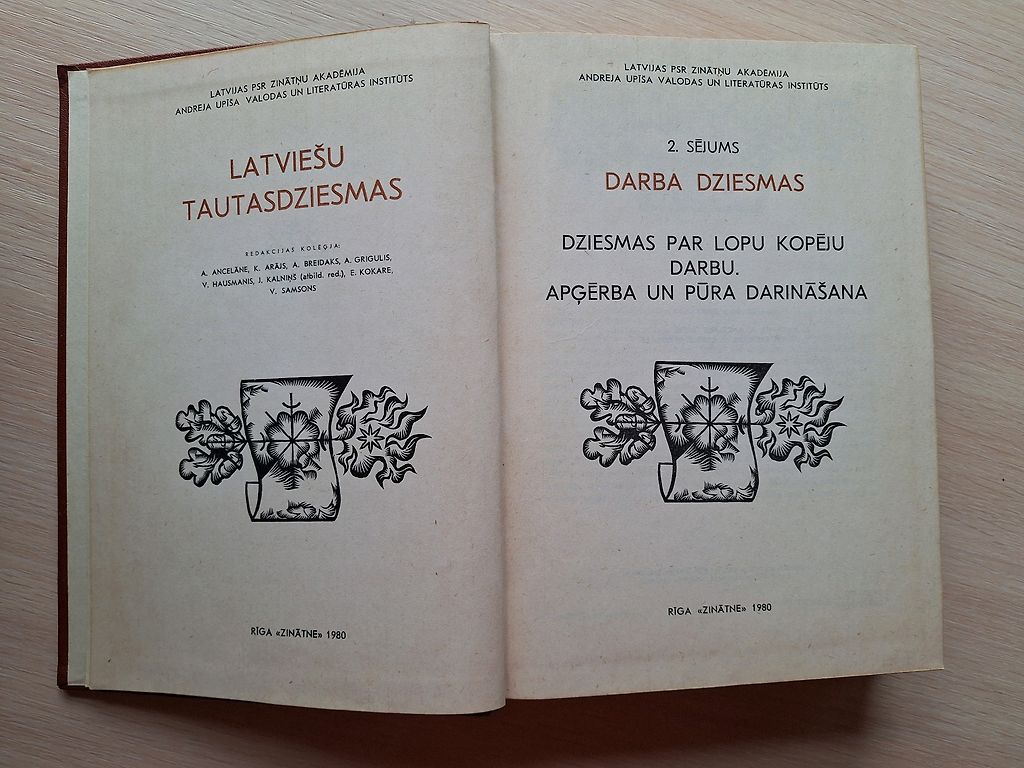 LATVIJAS PSR ZINĀTŅU AKADĒMIJA
ANDREJA UPĪŠA VALODAS UN LITERATŪRAS INSTITŪTS
LATVIEŠU
TAUTASDZIESMAS
REDAKCIJAS KOLĒĢIJA:
A. ANCELĀNE, K. ARĀJS, A. BREIDAKS, A. GRIGULIS,
V. HAUSMANIS, J. KALNIŅŠ (atbild. red.), E. KOKARE,
V. SAMSONS
RĪGA «ZINĀTNE» 1980
LATVIJAS PSR ZINĀTŅU AKADĒMIJA
ANDREJA UPĪŠA VALODAS UN LITERATŪRAS INSTITŪTS
2. SĒJUMS
DARBA DZIESMAS
DZIESMAS PAR LOPU KOPĒJU
DARBU.
APĢĒRBA UN PŪRA DARINĀŠANA
RĪGA «ZINĀTNE» 1980